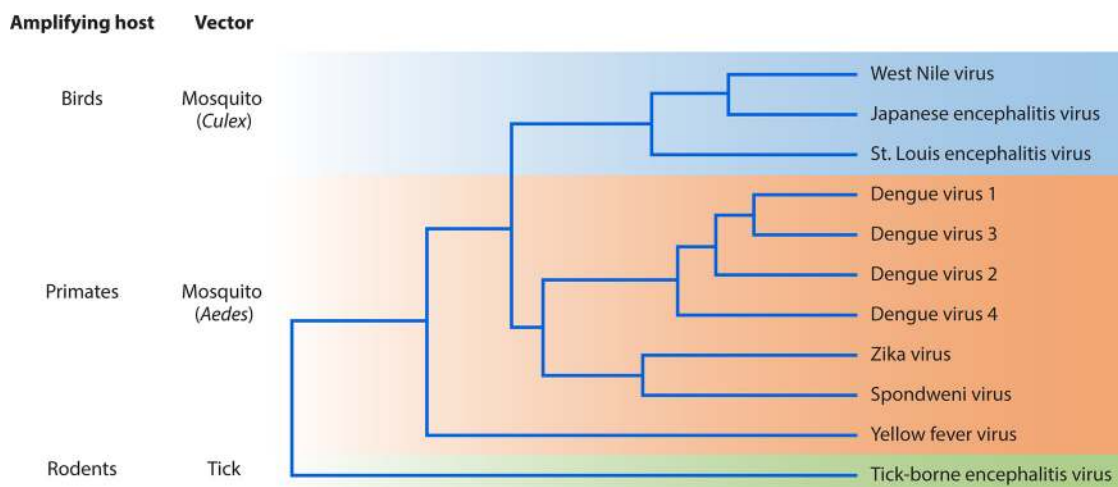 Amplifying host Vector
Birds
Mosquito
(Culex)
West Nile virus
Japanese encephalitis virus
St. Louis encephalitis virus
Primates
Mosquito
(Aedes)
Dengue virus 1
Dengue virus 3
Dengue virus 2
Dengue virus 4
Zika virus
Spondweni virus
Yellow fever virus
Rodents
Tick
Tick-borne encephalitis virus